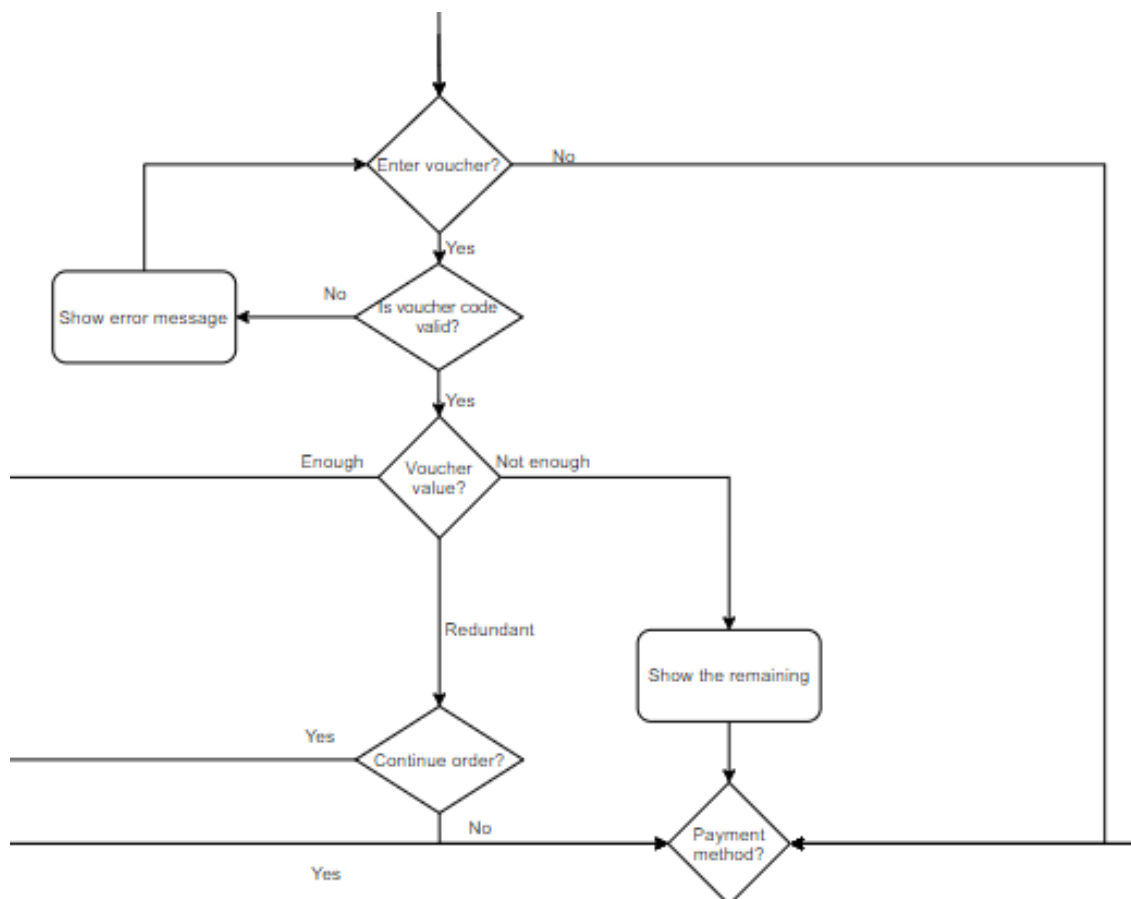 Enter voucher?
No
Yes
No
Is voucher code
valid?
Show error message
Yes
Enough
Voucher
value?
Not enough
Redundant
Show the remaining
Yes
Continue order?
No
Payment
method?
Yes